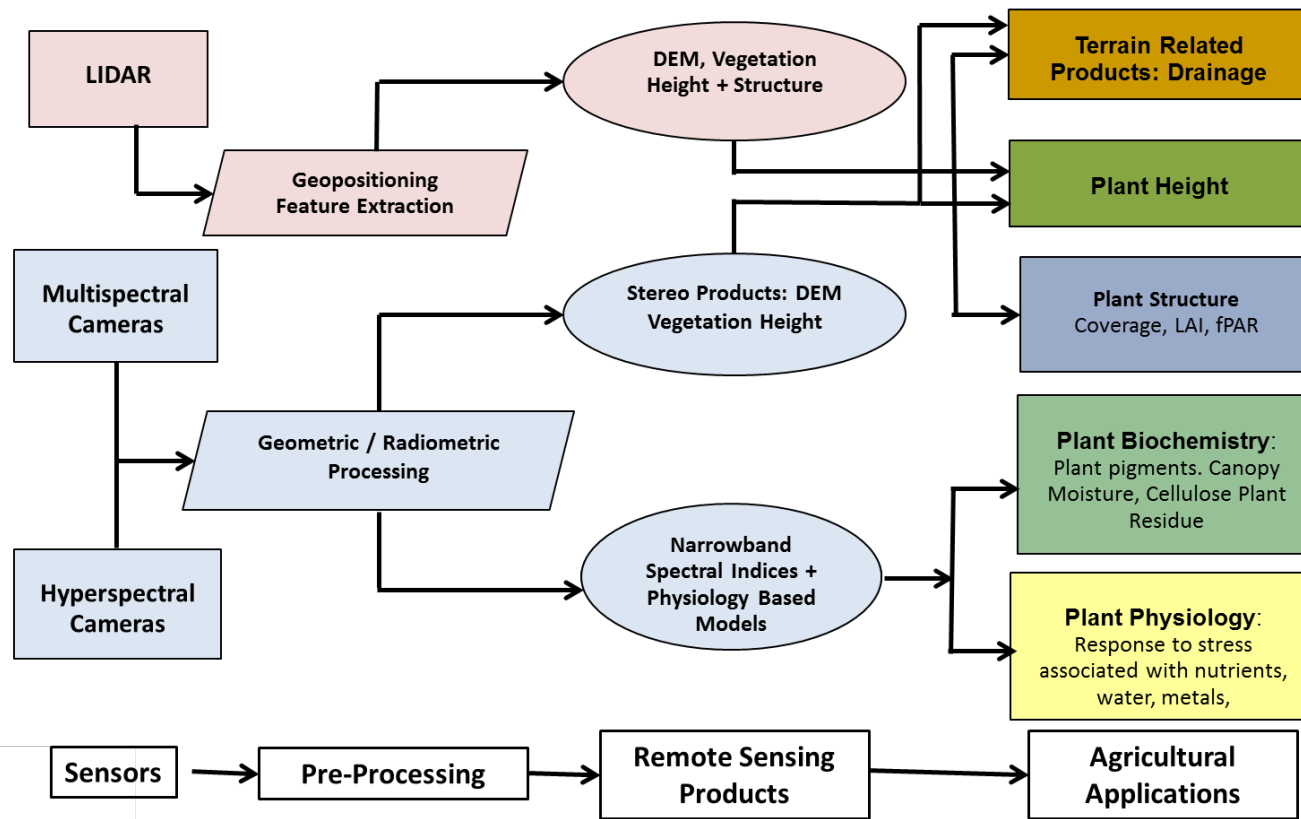 LIDAR
DEM, Vegetation
Height + Structure
Terrain Related
Products: Drainage
Geopositioning
Feature Extraction
Plant Height
Multispectral
Cameras
Stereo Products: DEM
Vegetation Height
Plant Structure
Coverage, LAI, fPAR
Geometric / Radiometric
Processing
Plant Biochemistry:
Plant pigments. Canopy
Moisture, Cellulose Plant
Residue
Hyperspectral
Cameras
Narrowband
Spectral Indices +
Physiology Based
Models
Plant Physiology:
Response to stress
associated with nutrients,
water, metals,
Sensors
Pre-Processing
Remote Sensing
Products
Agricultural
Applications